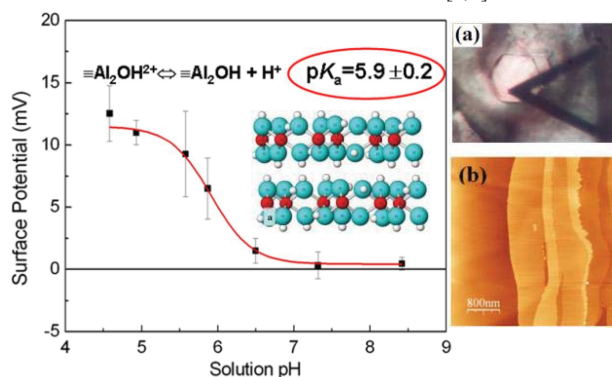 20
15
10
5
0
-5
Surface Potential (mV)
≡Al₂OH²⁺⇔ ≡Al₂OH + H⁺
pKₐ=5.9 ±0.2
a
4 5 6 7 8 9
Solution pH
(a)
(b)
800nm